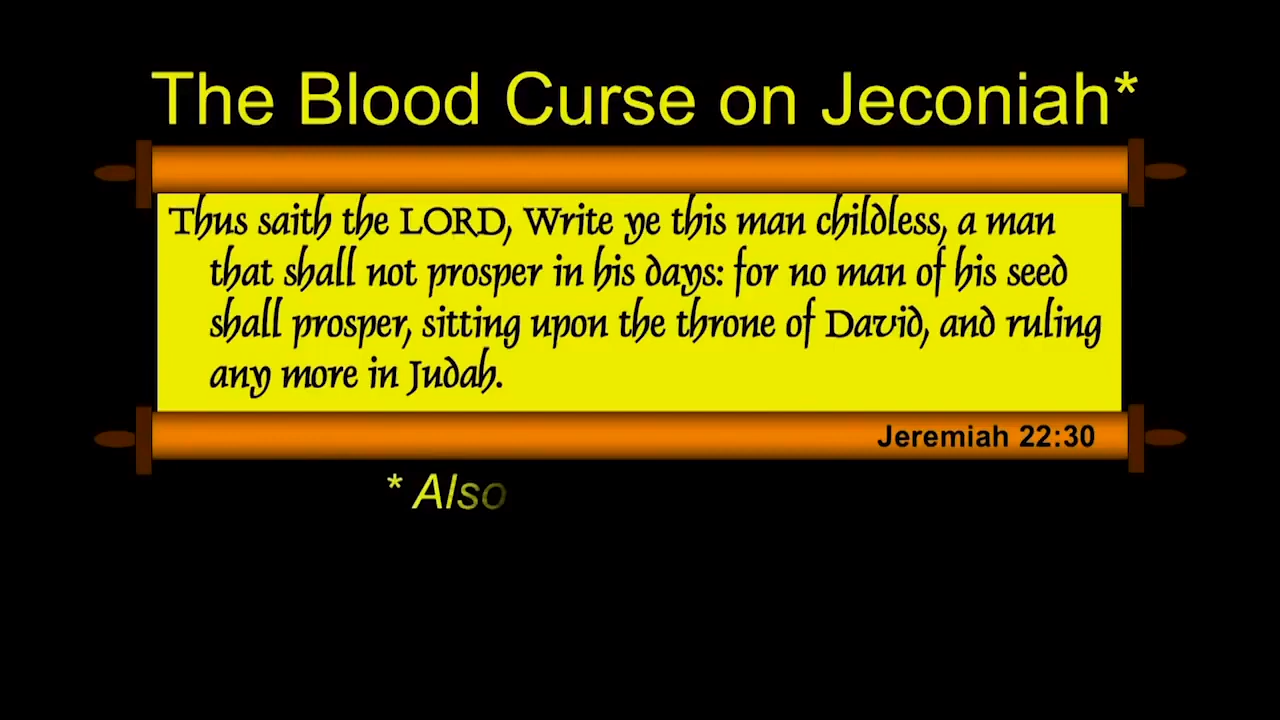 The Blood Curse on Jeconiah*
Thus saith the LORD, Write ye this man childless, a man
that shall not prosper in his days: for no man of his seed
shall prosper, sitting upon the throne of David, and ruling
any more in Judah.
Jeremiah 22:30
* Also